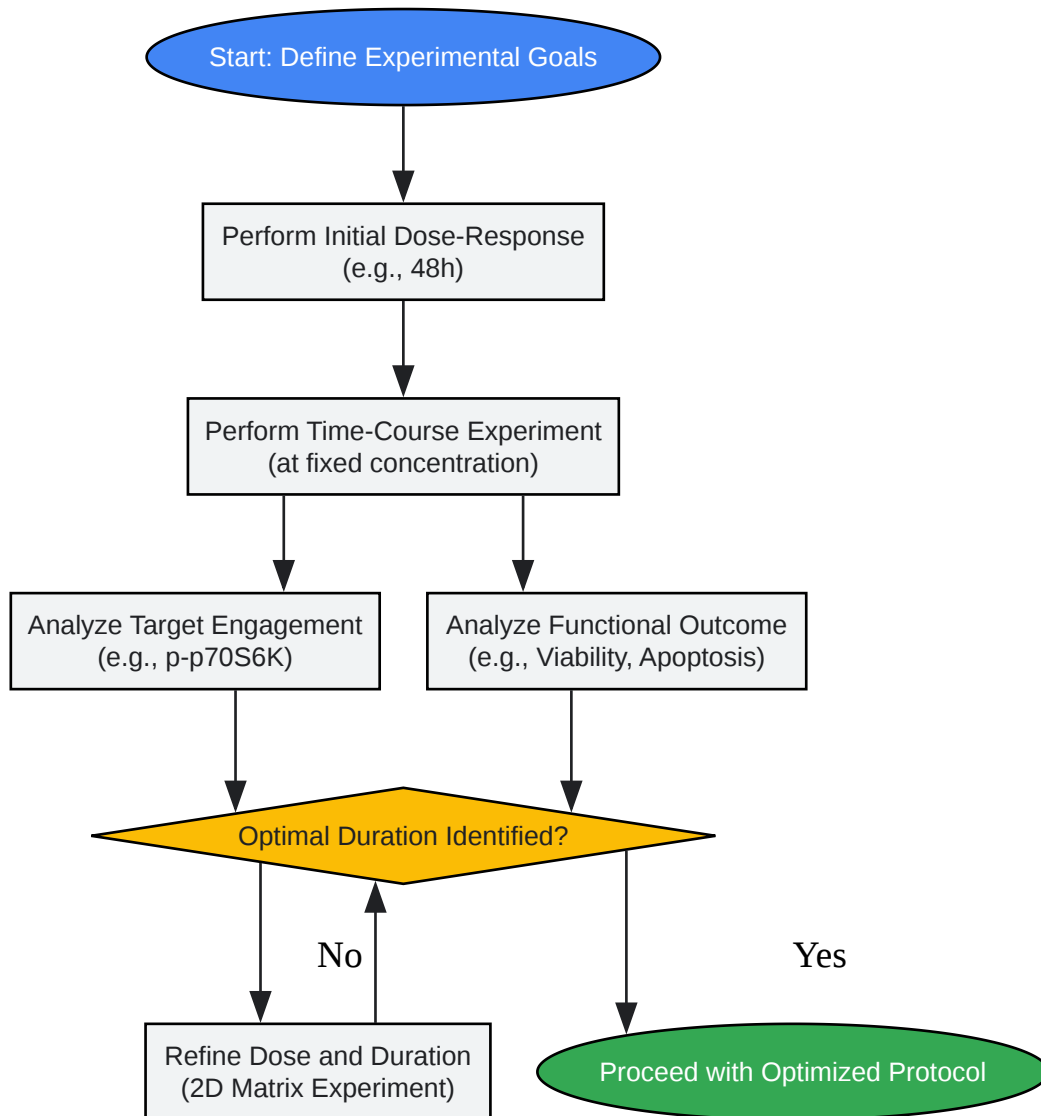 Start: Define Experimental Goals
Perform Initial Dose-Response
(e.g., 48h)
Perform Time-Course Experiment
(at fixed concentration)
Analyze Target Engagement
(e.g., p-p70S6K)
Analyze Functional Outcome
(e.g., Viability, Apoptosis)
Optimal Duration Identified?
No
Yes
Refine Dose and Duration
(2D Matrix Experiment)
Proceed with Optimized Protocol